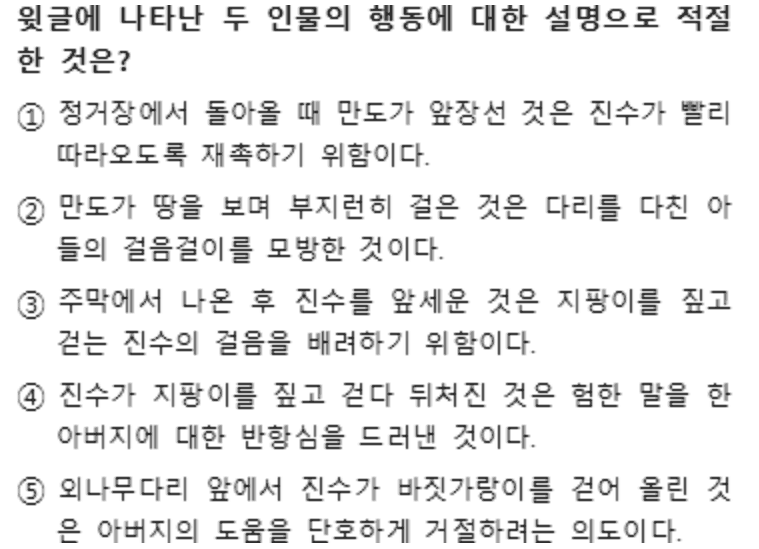 윗글에 나타난 두 인물의 행동에 대한 설명으로 적절
한 것은?
① 정거장에서 돌아올 때 만도가 앞장선 것은 진수가 빨리
따라오도록 재촉하기 위함이다.
② 만도가 땅을 보며 부지런히 걸은 것은 다리를 다친 아
들의 걸음걸이를 모방한 것이다.
③ 주막에서 나온 후 진수를 앞세운 것은 지팡이를 짚고
걷는 진수의 걸음을 배려하기 위함이다.
④ 진수가 지팡이를 짚고 걷다 뒤처진 것은 험한 말을 한
아버지에 대한 반항심을 드러낸 것이다.
⑤ 외나무다리 앞에서 진수가 바짓가랑이를 걷어 올린 것
은 아버지의 도움을 단호하게 거절하려는 의도이다.